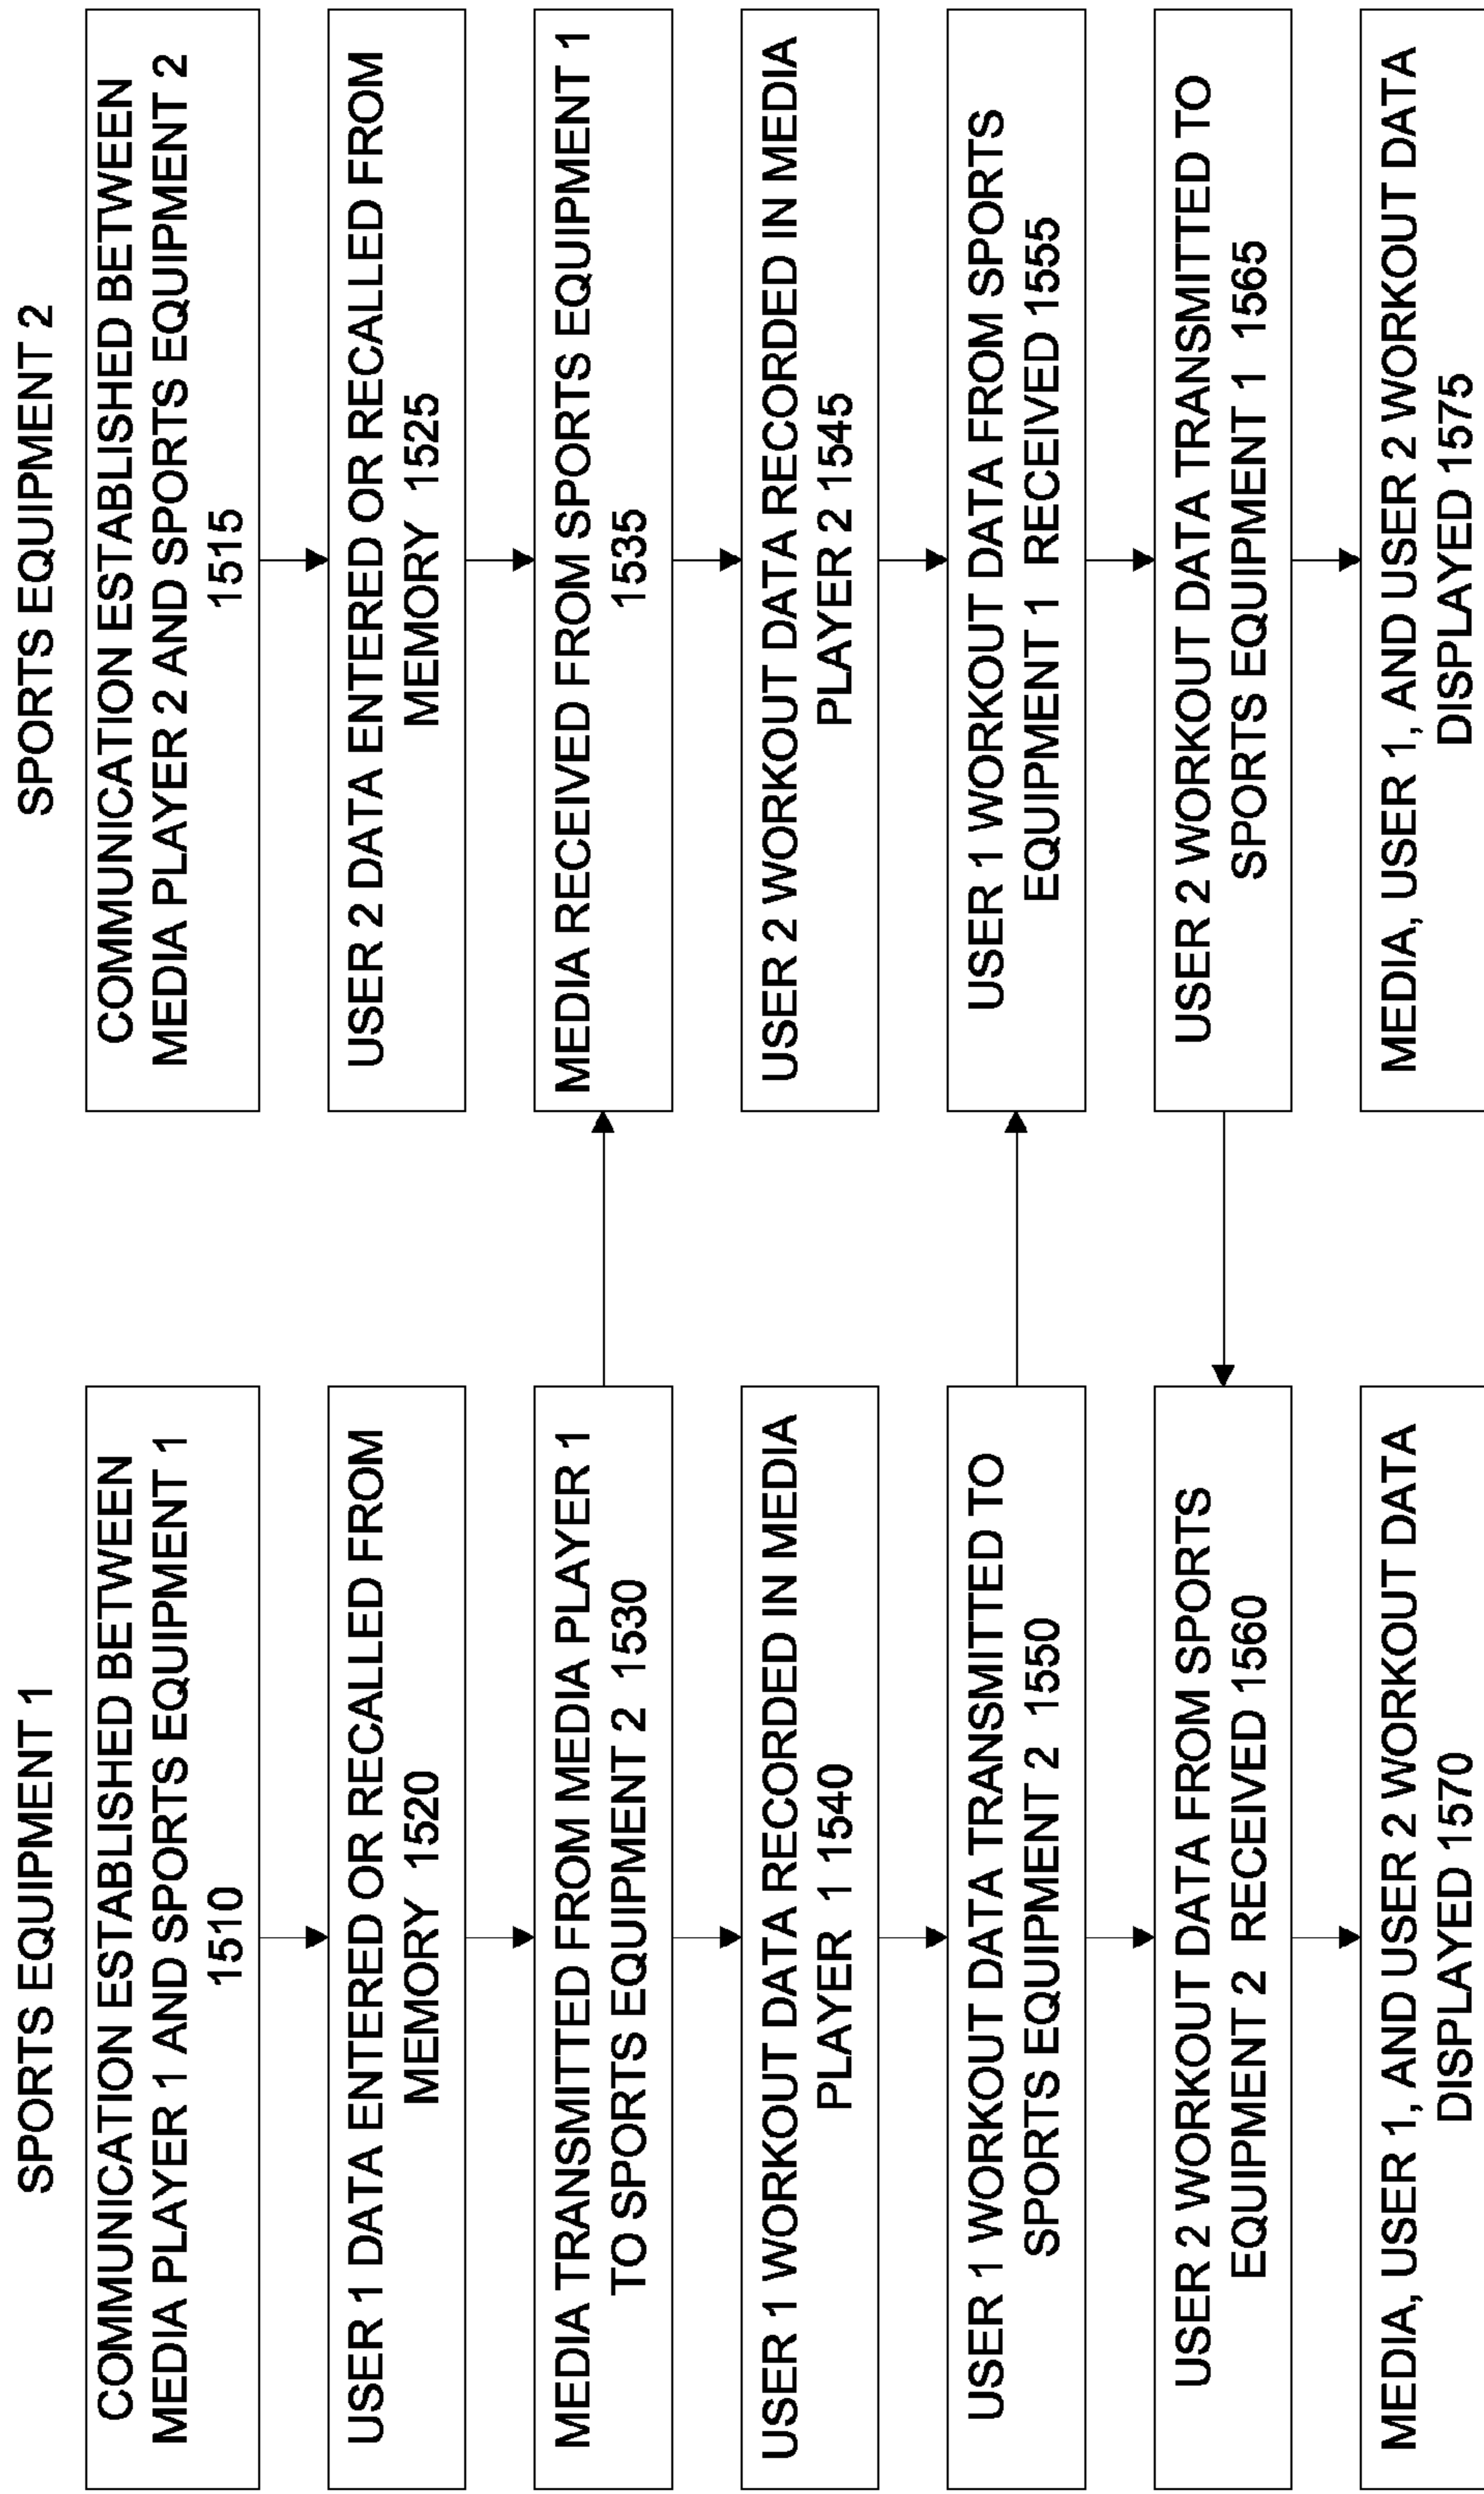 SPORTS EQUIPMENT 1
COMMUNICATION ESTABLISHED BETWEEN
MEDIA PLAYER 1 AND SPORTS EQUIPMENT 1
1510
USER 1 DATA ENTERED OR RECALLED FROM
MEMORY 1520
MEDIA TRANSMITTED FROM MEDIA PLAYER 1
TO SPORTS EQUIPMENT 2 1530
USER 1 WORKOUT DATA RECORDED IN MEDIA
PLAYER 1 1540
USER 1 WORKOUT DATA TRANSMITTED TO
SPORTS EQUIPMENT 2 1550
USER 2 WORKOUT DATA FROM SPORTS
EQUIPMENT 2 RECEIVED 1560
MEDIA, USER 1, AND USER 2 WORKOUT DATA
DISPLAYED 1570
SPORTS EQUIPMENT 2
COMMUNICATION ESTABLISHED BETWEEN
MEDIA PLAYER 2 AND SPORTS EQUIPMENT 2
1515
USER 2 DATA ENTERED OR RECALLED FROM
MEMORY 1525
MEDIA RECEIVED FROM SPORTS EQUIPMENT 1
1535
USER 2 WORKOUT DATA RECORDED IN MEDIA
PLAYER 2 1545
USER 1 WORKOUT DATA FROM SPORTS
EQUIPMENT 1 RECEIVED 1555
USER 2 WORKOUT DATA TRANSMITTED TO
SPORTS EQUIPMENT 1 1565
MEDIA, USER 1, AND USER 2 WORKOUT DATA
DISPLAYED 1575